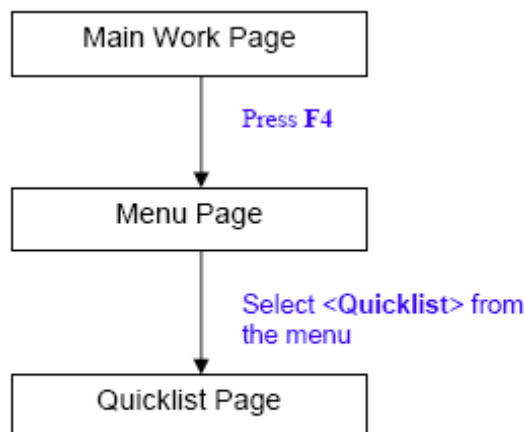 Main Work Page
Press F4
Menu Page
Select <Quicklist> from
the menu
Quicklist Page